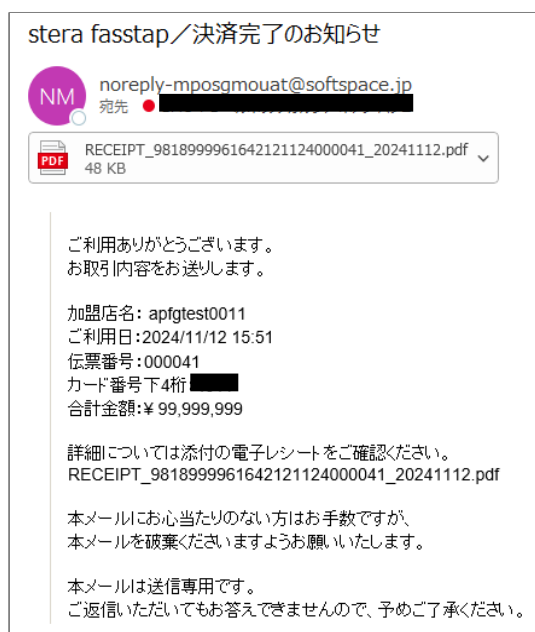 stera fasstap／決済完了のお知らせ
NM
noreply-mposgmouat@softspace.jp
宛先
PDF
RECEIPT_9818999961642121124000041_20241112.pdf
48 KB
ご利用ありがとうございます。
お取引内容をお送りします。
加盟店名: apfgtest0011
ご利用日:2024/11/12 15:51
伝票番号:000041
カード番号下4桁:
合計金額:¥ 99,999,999
詳細については添付の電子レシートをご確認ください。
RECEIPT_9818999961642121124000041_20241112.pdf
本メールにお心当たりのない方はお手数ですが、
本メールを破棄くださいますようお願いいたします。
本メールは送信専用です。
ご返信いただいてもお答えできませんので、予めご了承ください。